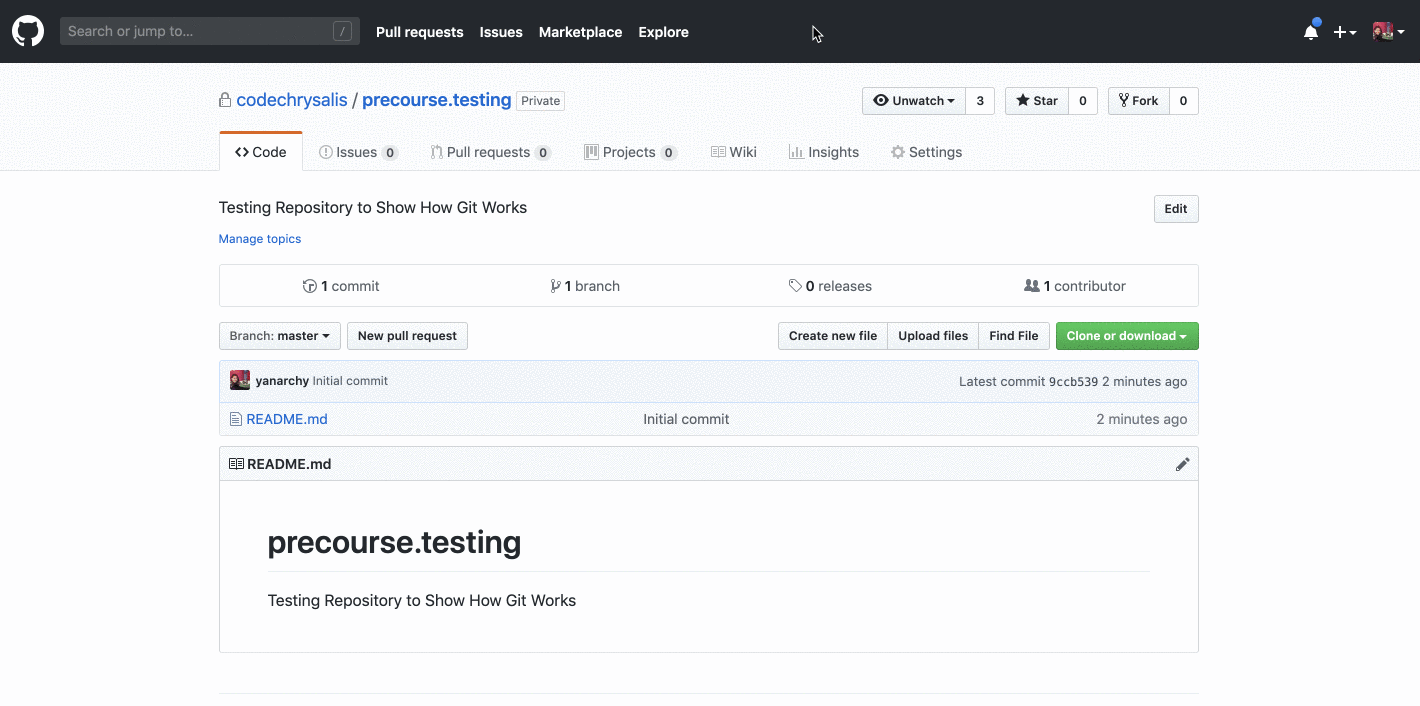 Search or jump to... / Pull requests Issues Marketplace Explore
codechrysalis / precourse.testing Private Unwatch 3 Star 0 Fork 0
Code Issues 0 Pull requests 0 Projects 0 Wiki Insights Settings
Testing Repository to Show How Git Works Edit
Manage topics
1 commit 1 branch 0 releases 1 contributor
Branch: master New pull request Create new file Upload files Find File Clone or download
yanarchy Initial commit Latest commit 9ccb539 2 minutes ago
README.md Initial commit 2 minutes ago
README.md
precourse.testing
Testing Repository to Show How Git Works